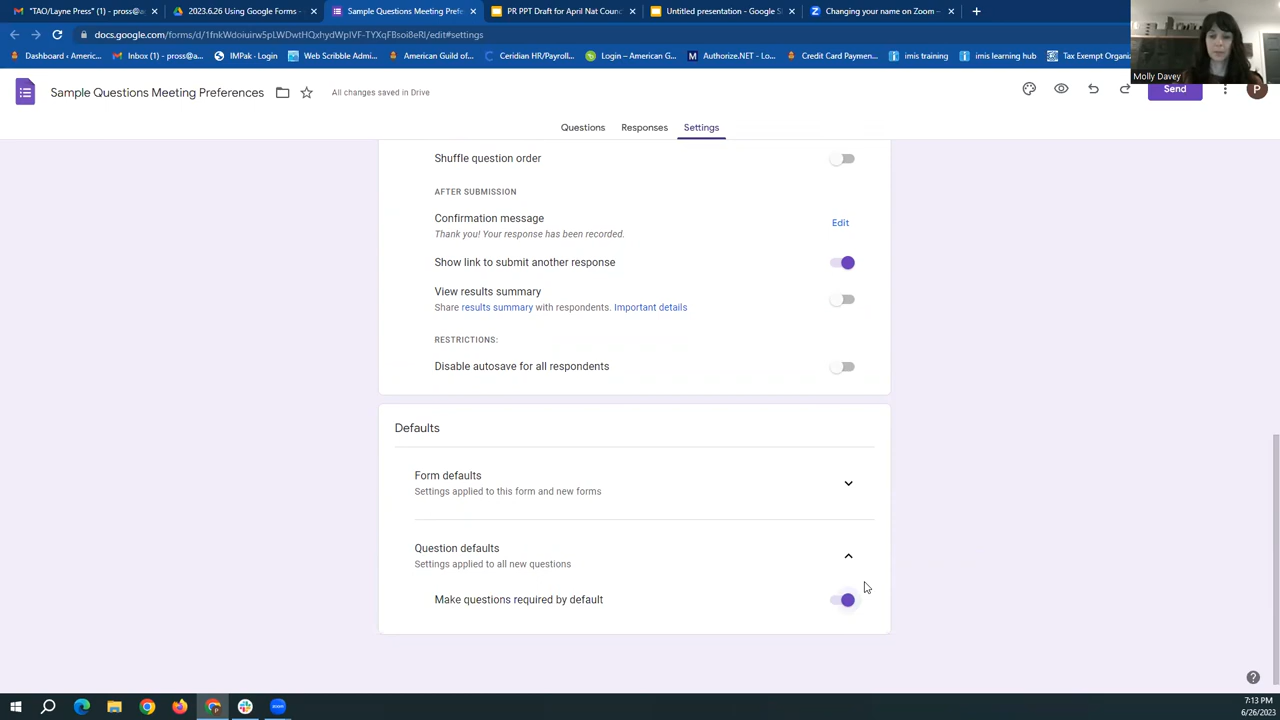 "TAO/Layne Press" (1) - pross@a
2023.6.26 Using Google Forms -
Sample Questions Meeting Prefere
PR PPT Draft for April Nat Counc
Untitled presentation - Google S
Changing your name on Zoom –
docs.google.com/forms/d/1fnkWdoiuirw5pLWDwtHQxhydWpIVF-TYXqFBsoi8eRI/edit#settings
Dashboard ‹ America
Inbox (1) - pross@a
IMPak - Login
Web Scribble Admi
American Guild of
Ceridian HR/Payroll
Login – American G
Authorize.NET - Lo
Credit Card Paymen
imis training
imis learning hub
Tax Exempt Organi
Molly Davey
Sample Questions Meeting Preferences
All changes saved in Drive
Send
P
Questions
Responses
Settings
Shuffle question order
AFTER SUBMISSION
Confirmation message
Edit
Thank you! Your response has been recorded.
Show link to submit another response
View results summary
Share results summary with respondents. Important details
RESTRICTIONS:
Disable autosave for all respondents
Defaults
Form defaults
Settings applied to this form and new forms
Question defaults
Settings applied to all new questions
Make questions required by default
7:13 PM
6/26/2023